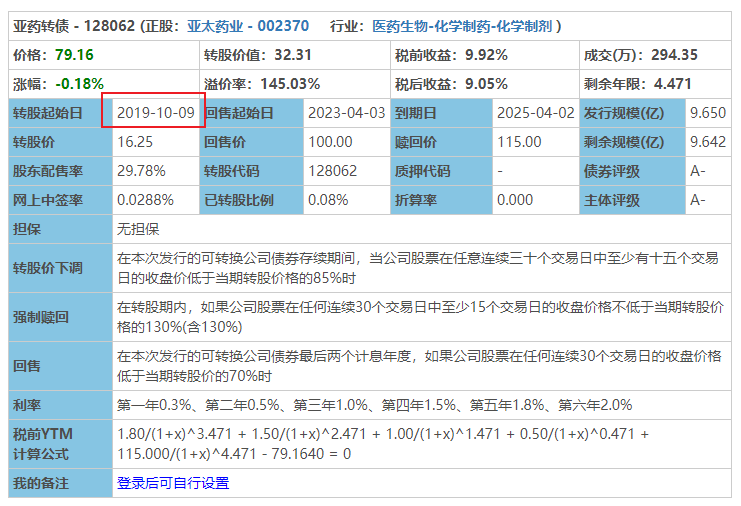 亚药转债 - 128062 (正股：亚太药业 - 002370 行业：医药生物-化学制药-化学制剂 )
价格：79.16 转股价值：32.31 税前收益：9.92% 成交(万)：294.35
涨幅：-0.18% 溢价率：145.03% 税后收益：9.05% 剩余年限：4.471
转股起始日 2019-10-09 回售起始日 2023-04-03 到期日 2025-04-02 发行规模(亿) 9.650
转股价 16.25 回售价 100.00 赎回价 115.00 剩余规模(亿) 9.642
股东配售率 29.78% 转股代码 128062 质押代码 - 债券评级 A-
网上中签率 0.0288% 已转股比例 0.08% 折算率 0.000 主体评级 A-
担保 无担保
转股价下调 在本次发行的可转换公司债券存续期间，当公司股票在任意连续三十个交易日中至少有十五个交易
日的收盘价低于当期转股价格的85%时
强制赎回 在转股期内，如果公司股票在任何连续30个交易日中至少15个交易日的收盘价格不低于当期转股价
格的130%(含130%)
回售 在本次发行的可转换公司债券最后两个计息年度，如果公司股票在任何连续30个交易日的收盘价格
低于当期转股价的70%时
利率 第一年0.3%、第二年0.5%、第三年1.0%、第四年1.5%、第五年1.8%、第六年2.0%
税前YTM 1.80/(1+x)^3.471 + 1.50/(1+x)^2.471 + 1.00/(1+x)^1.471 + 0.50/(1+x)^0.471 +
计算公式 115.000/(1+x)^4.471 - 79.1640 = 0
我的备注 登录后可自行设置